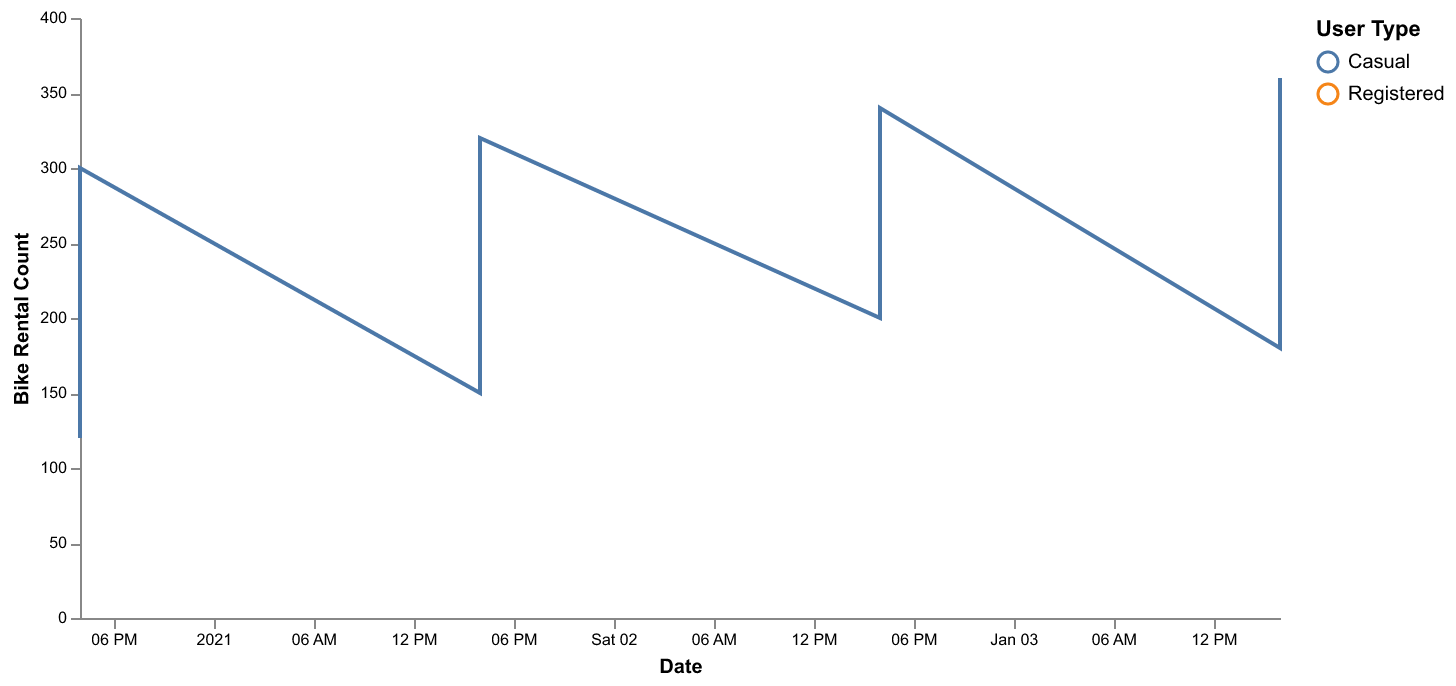 400
350
300
250
200
150
100
50
0
Bike Rental Count
06 PM
2021
06 AM
12 PM
06 PM
Sat 02
06 AM
12 PM
06 PM
Jan 03
06 AM
12 PM
Date
User Type
Casual
Registered